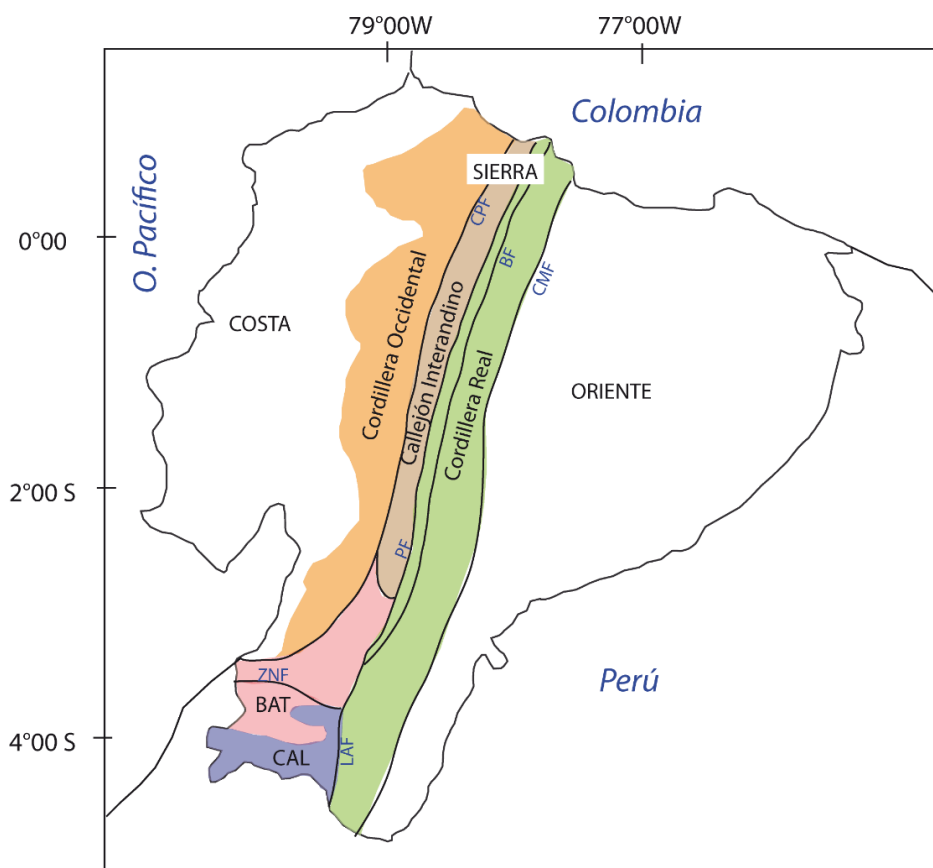 79°00W
77°00W
Colombia
O. Pacífico
SIERRA
CPF
0°00
BF
CMF
COSTA
Cordillera Occidental
Callejón Interandino
Cordillera Real
ORIENTE
2°00 S
PF
ZNF
Perú
BAT
4°00 S
CAL
LAF